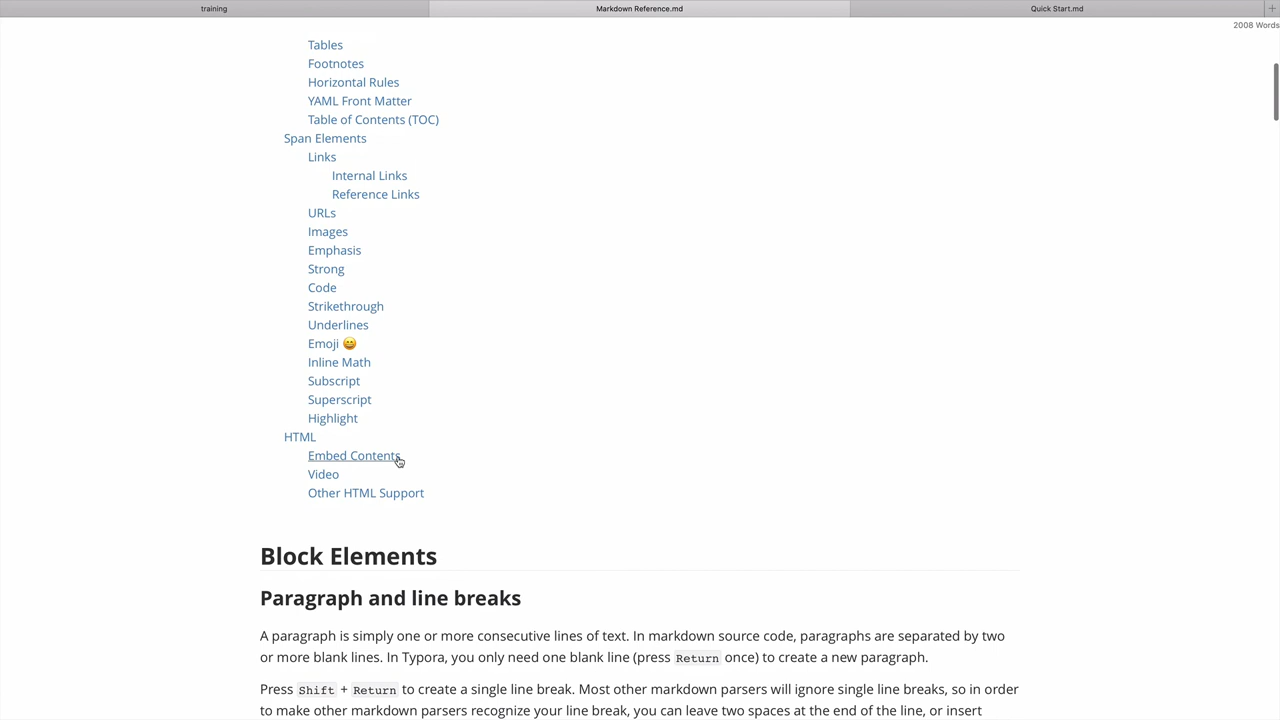 training
Markdown Reference.md
Quick Start.md
+
2008 Words
Tables
Footnotes
Horizontal Rules
YAML Front Matter
Table of Contents (TOC)
Span Elements
Links
Internal Links
Reference Links
URLs
Images
Emphasis
Strong
Code
Strikethrough
Underlines
Emoji 😄
Inline Math
Subscript
Superscript
Highlight
HTML
Embed Contents
Video
Other HTML Support
Block Elements
Paragraph and line breaks
A paragraph is simply one or more consecutive lines of text. In markdown source code, paragraphs are separated by two
or more blank lines. In Typora, you only need one blank line (press Return once) to create a new paragraph.
Press Shift + Return to create a single line break. Most other markdown parsers will ignore single line breaks, so in order
to make other markdown parsers recognize your line break, you can leave two spaces at the end of the line, or insert